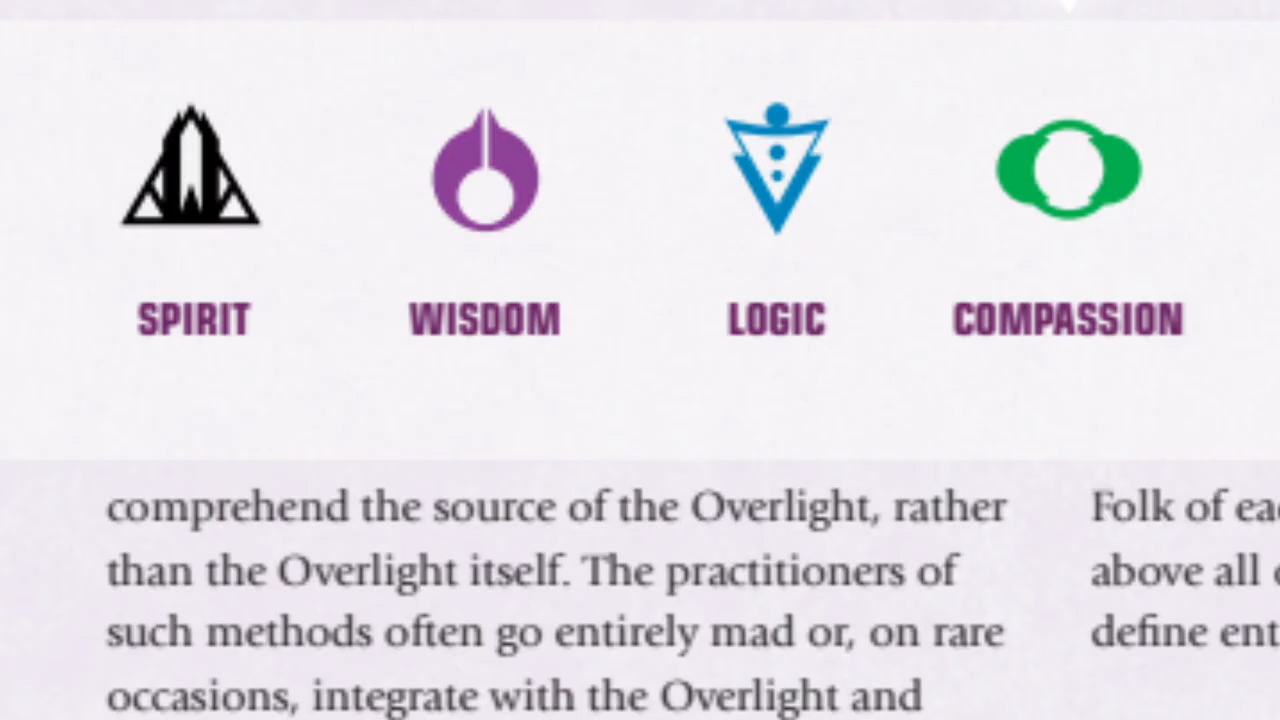 SPIRIT
WISDOM
LOGIC
COMPASSION
comprehend the source of the Overlight, rather
than the Overlight itself. The practitioners of
such methods often go entirely mad or, on rare
occasions, integrate with the Overlight and
Folk of
above all
define